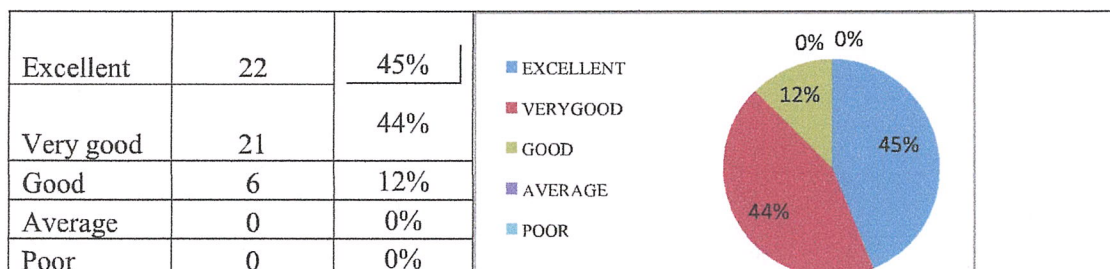 Excellent 22 45%
Very good 21 44%
Good 6 12%
Average 0 0%
Poor 0 0%
EXCELLENT
VERYGOOD
GOOD
AVERAGE
POOR
0% 0%
12%
45%
44%